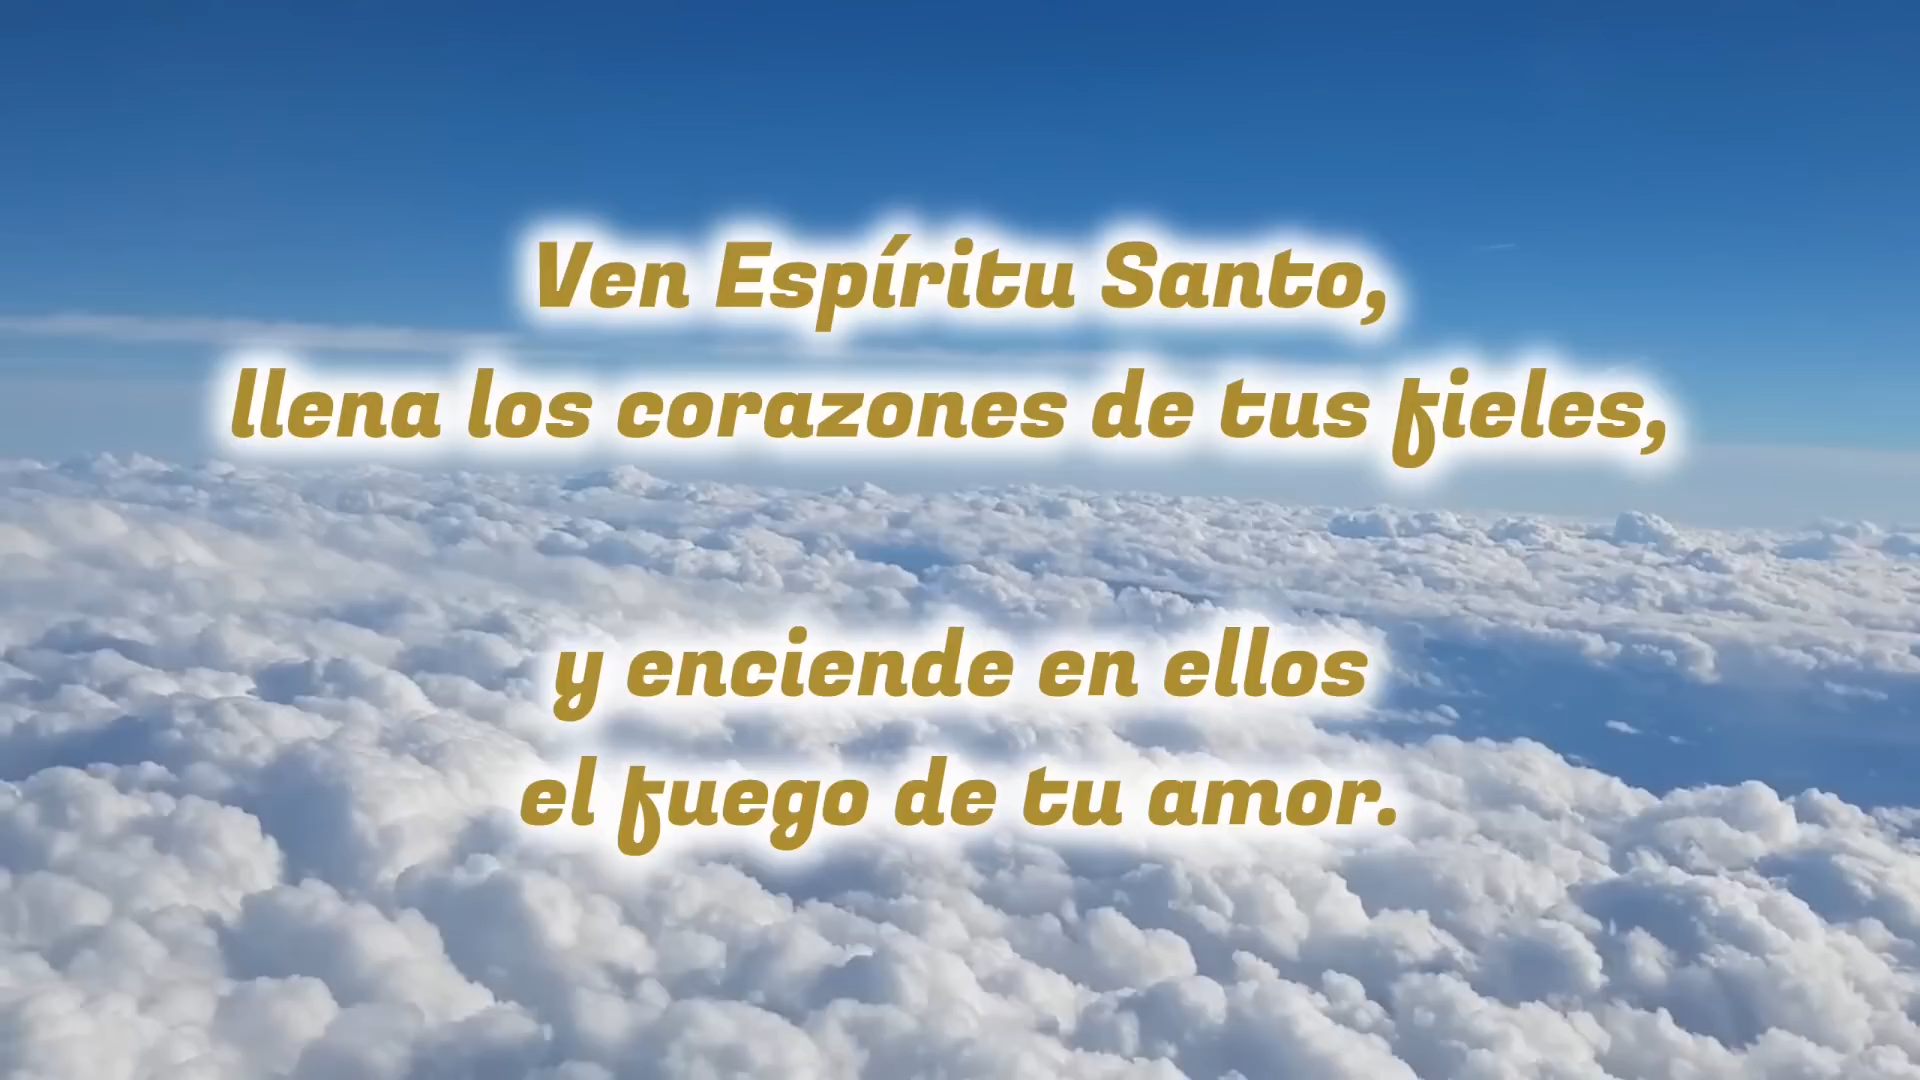 Ven Espíritu Santo,
llena los corazones de tus fieles,
y enciende en ellos
el fuego de tu amor.